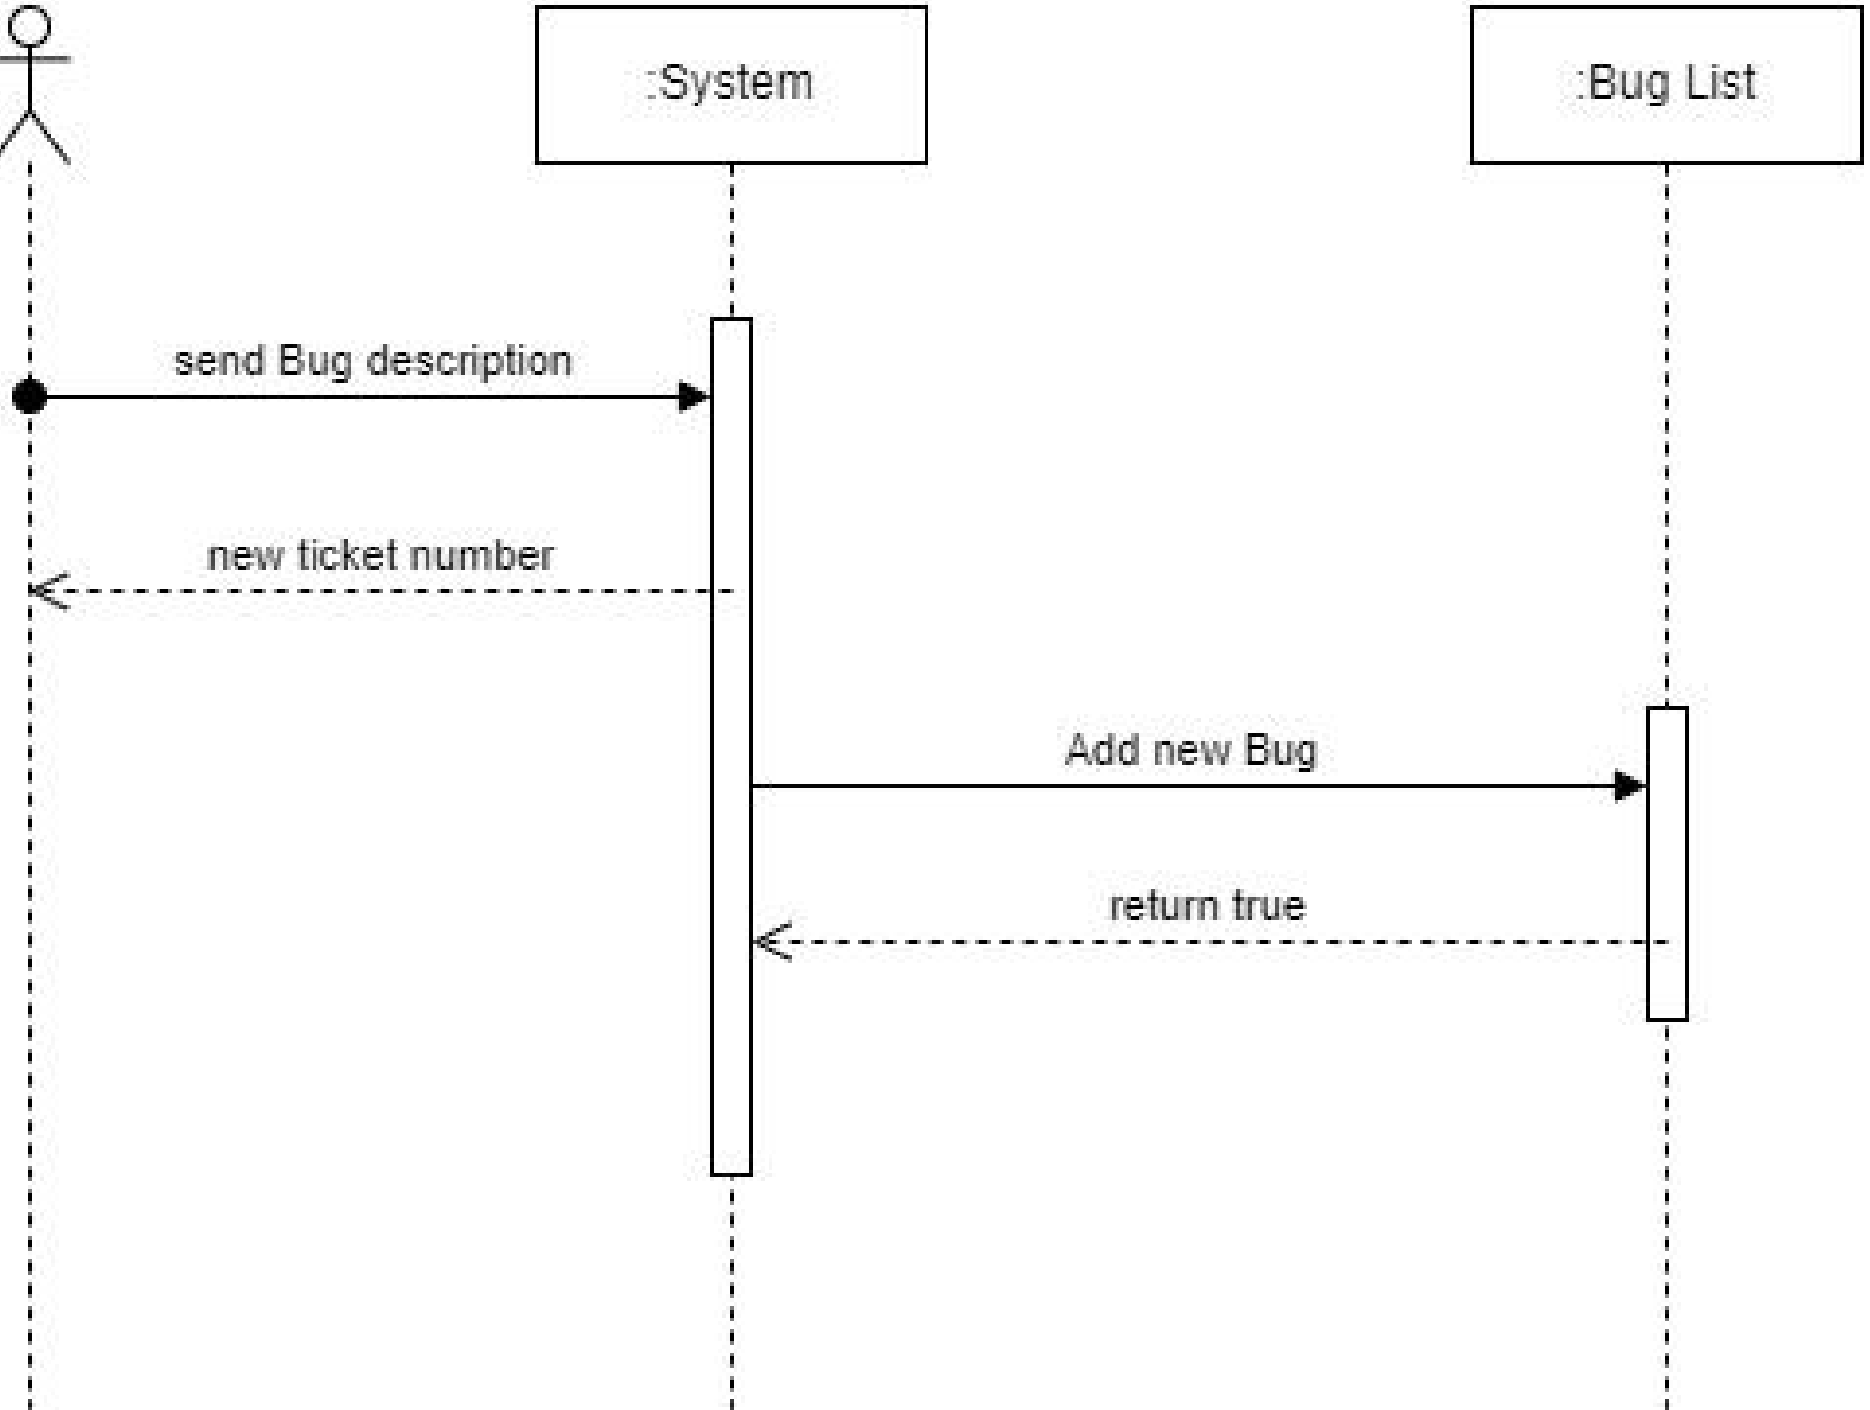 :System
:Bug List
send Bug description
new ticket number
Add new Bug
return true